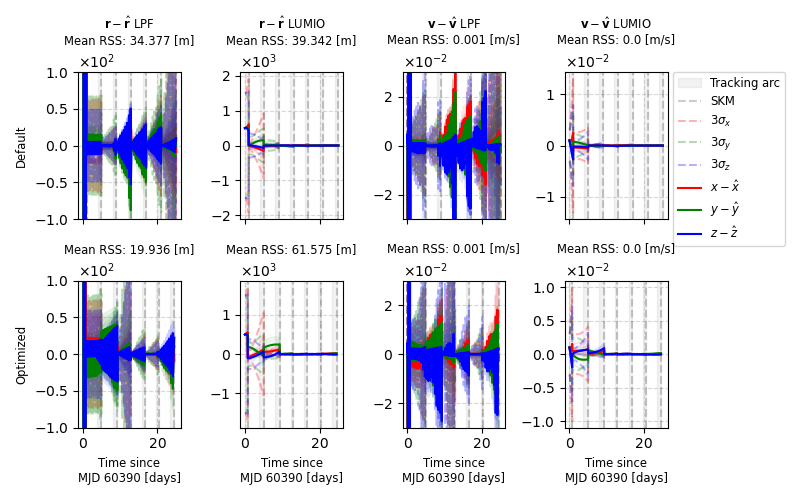 r − r̂ LPF
Mean RSS: 34.377 [m]
r − r̂ LUMIO
Mean RSS: 39.342 [m]
v − v̂ LPF
Mean RSS: 0.001 [m/s]
v − v̂ LUMIO
Mean RSS: 0.0 [m/s]
×10²
×10³
×10⁻²
×10⁻²
Default
1.0
0.5
0.0
−0.5
−1.0
2
1
0
−1
−2
2
0
−2
1
0
−1
Tracking arc
SKM
3σx
3σy
3σz
x − x̂
y − ŷ
z − ẑ
Mean RSS: 19.936 [m]
Mean RSS: 61.575 [m]
Mean RSS: 0.001 [m/s]
Mean RSS: 0.0 [m/s]
×10²
×10³
×10⁻²
×10⁻²
Optimized
1.0
0.5
0.0
−0.5
−1.0
1
0
−1
2
0
−2
1.0
0.5
0.0
−0.5
−1.0
0 20
0 20
0 20
0 20
Time since
MJD 60390 [days]
Time since
MJD 60390 [days]
Time since
MJD 60390 [days]
Time since
MJD 60390 [days]